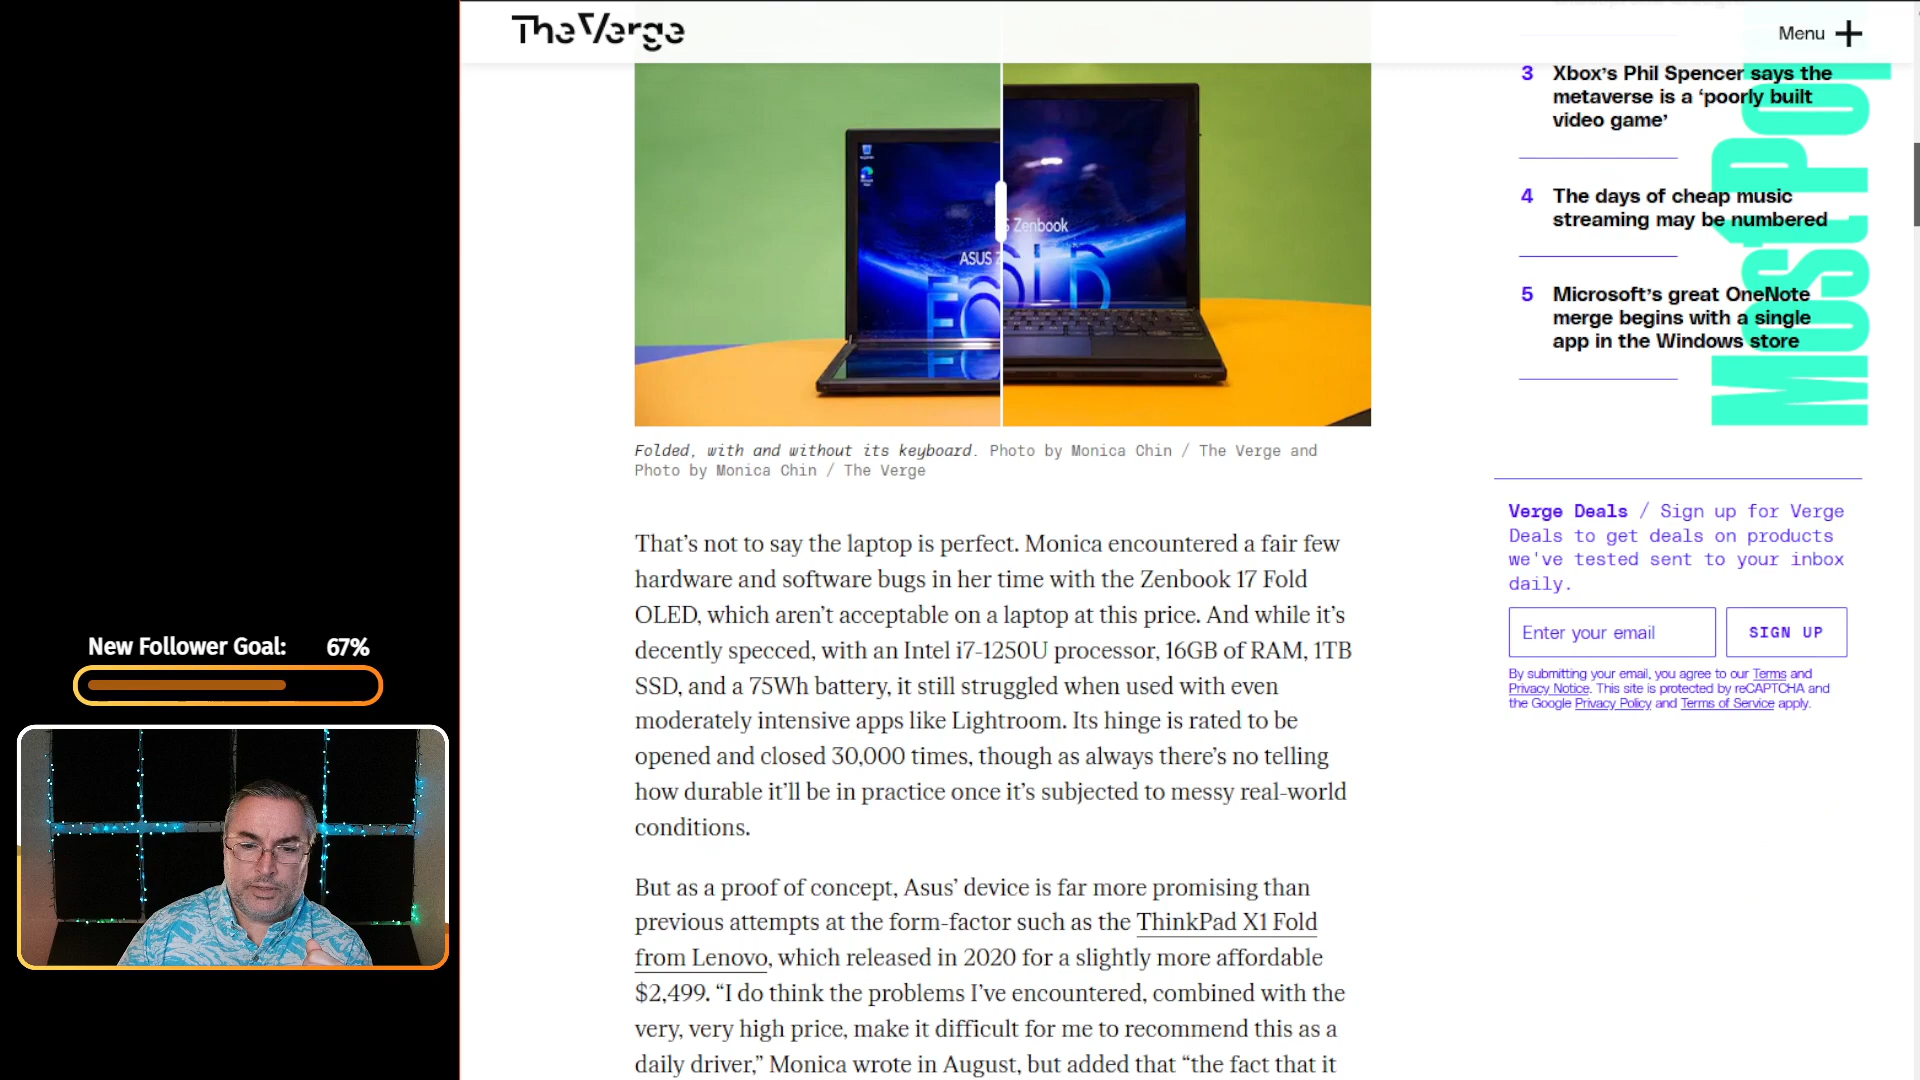 The Verge
Menu
3 Xbox's Phil Spencer says the
metaverse is a 'poorly built
video game'
4 The days of cheap music
streaming may be numbered
5 Microsoft's great OneNote
merge begins with a single
app in the Windows store
ASUS Z
S Zenbook
FOLD
Folded, with and without its keyboard. Photo by Monica Chin / The Verge and
Photo by Monica Chin / The Verge
That's not to say the laptop is perfect. Monica encountered a fair few
hardware and software bugs in her time with the Zenbook 17 Fold
OLED, which aren't acceptable on a laptop at this price. And while it's
decently specced, with an Intel i7-1250U processor, 16GB of RAM, 1TB
SSD, and a 75Wh battery, it still struggled when used with even
moderately intensive apps like Lightroom. Its hinge is rated to be
opened and closed 30,000 times, though as always there's no telling
how durable it'll be in practice once it's subjected to messy real-world
conditions.
But as a proof of concept, Asus' device is far more promising than
previous attempts at the form-factor such as the ThinkPad X1 Fold
from Lenovo, which released in 2020 for a slightly more affordable
$2,499. “I do think the problems I've encountered, combined with the
very, very high price, make it difficult for me to recommend this as a
daily driver,” Monica wrote in August, but added that “the fact that it
Verge Deals / Sign up for Verge
Deals to get deals on products
we've tested sent to your inbox
daily.
Enter your email
SIGN UP
By submitting your email, you agree to our Terms and
Privacy Notice. This site is protected by reCAPTCHA and
the Google Privacy Policy and Terms of Service apply.
New Follower Goal: 67%